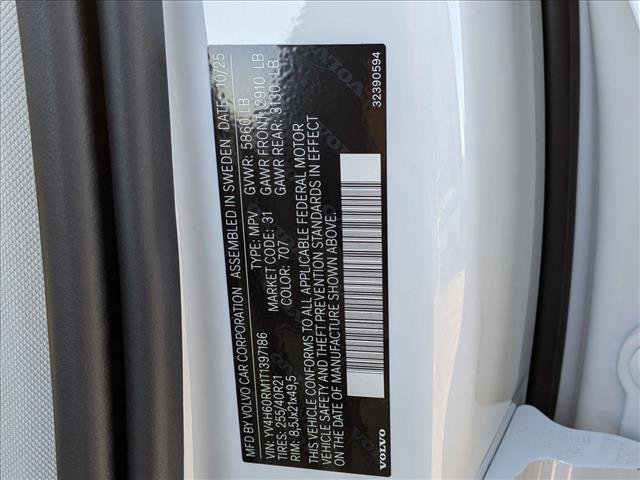 MFD BY VOLVO CAR CORPORATION ASSEMBLED IN SWEDEN DATE: 10/25
VIN: YV4H60RM1T1397186 TYPE: MPV GVWR: 5860 LB
TIRES: 255/40R21 MARKET CODE: 31 GAWR FRONT: 2910 LB
RIM: 8,5Jx21x49,5 COLOR: 707 GAWR REAR: 3130 LB
THIS VEHICLE CONFORMS TO ALL APPLICABLE FEDERAL MOTOR
VEHICLE SAFETY AND THEFT PREVENTION STANDARDS IN EFFECT
ON THE DATE OF MANUFACTURE SHOWN ABOVE.
VOLVO 32390594